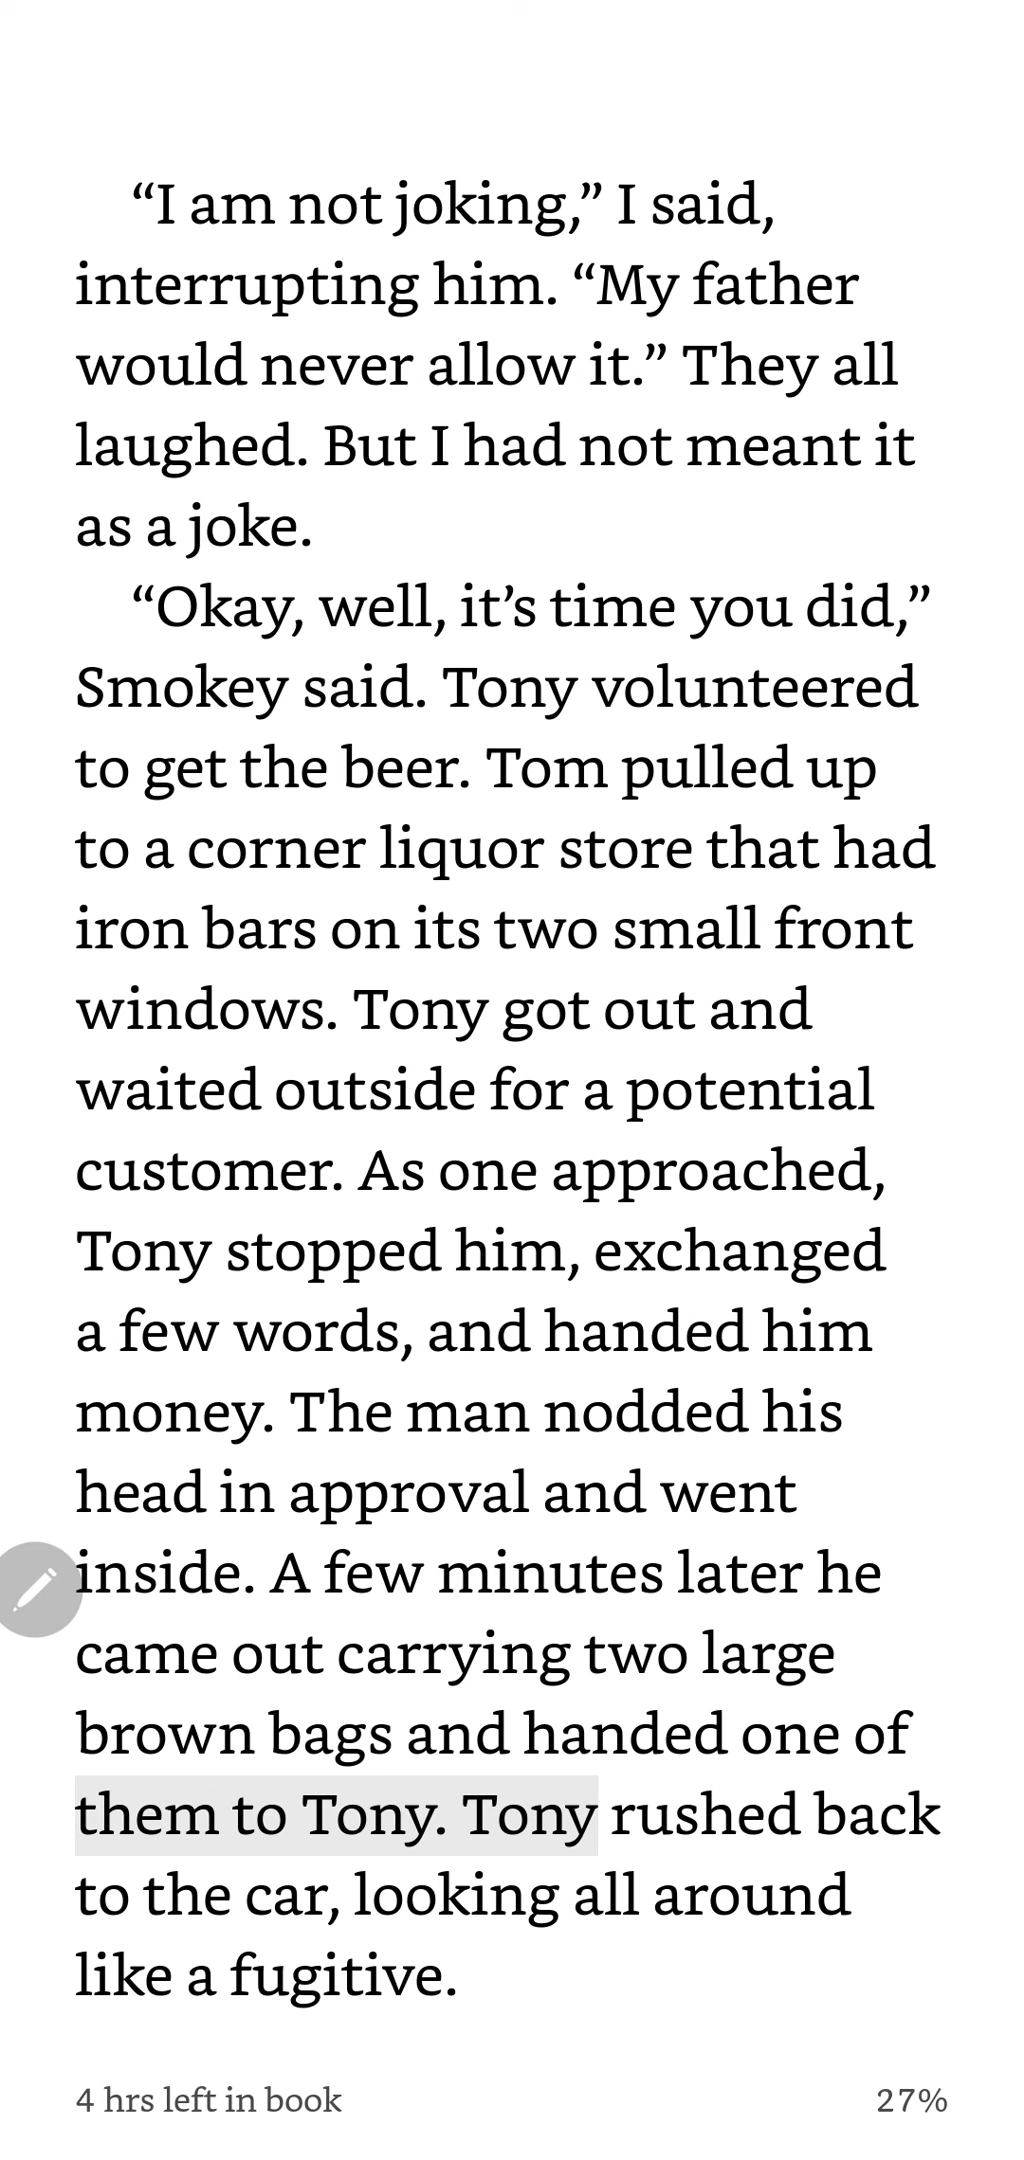 “I am not joking,” I said,
interrupting him. “My father
would never allow it.” They all
laughed. But I had not meant it
as a joke.
“Okay, well, it’s time you did,”
Smokey said. Tony volunteered
to get the beer. Tom pulled up
to a corner liquor store that had
iron bars on its two small front
windows. Tony got out and
waited outside for a potential
customer. As one approached,
Tony stopped him, exchanged
a few words, and handed him
money. The man nodded his
head in approval and went
inside. A few minutes later he
came out carrying two large
brown bags and handed one of
them to Tony. Tony rushed back
to the car, looking all around
like a fugitive.
4 hrs left in book 27%